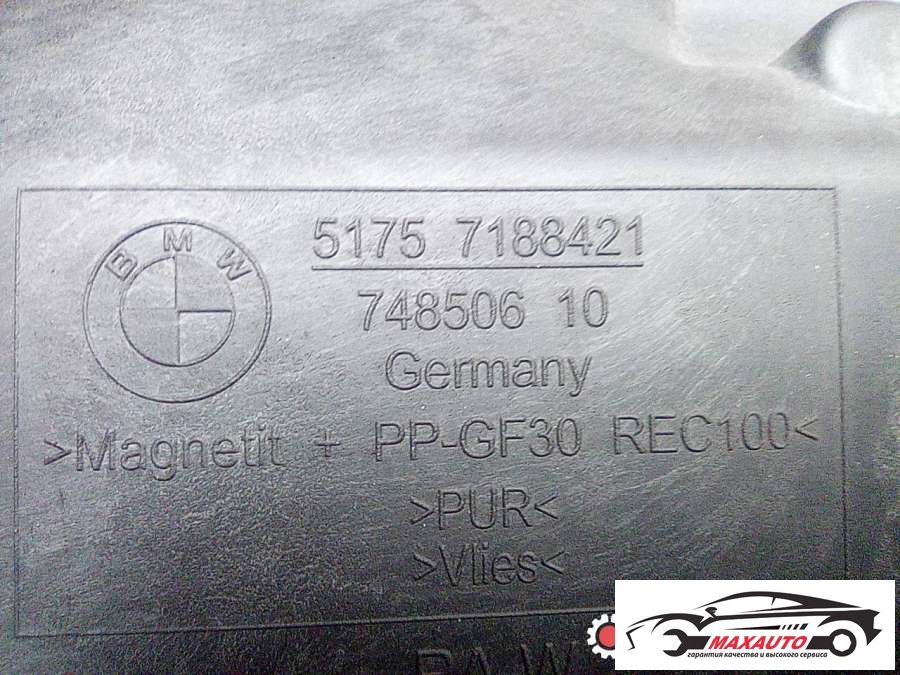 BMW
5175 7188421
748506 10
Germany
>Magnetit + PP-GF30 REC100<
>PUR<
>Vlies<
MAXAUTO
гарантия качества и высокого сервиса